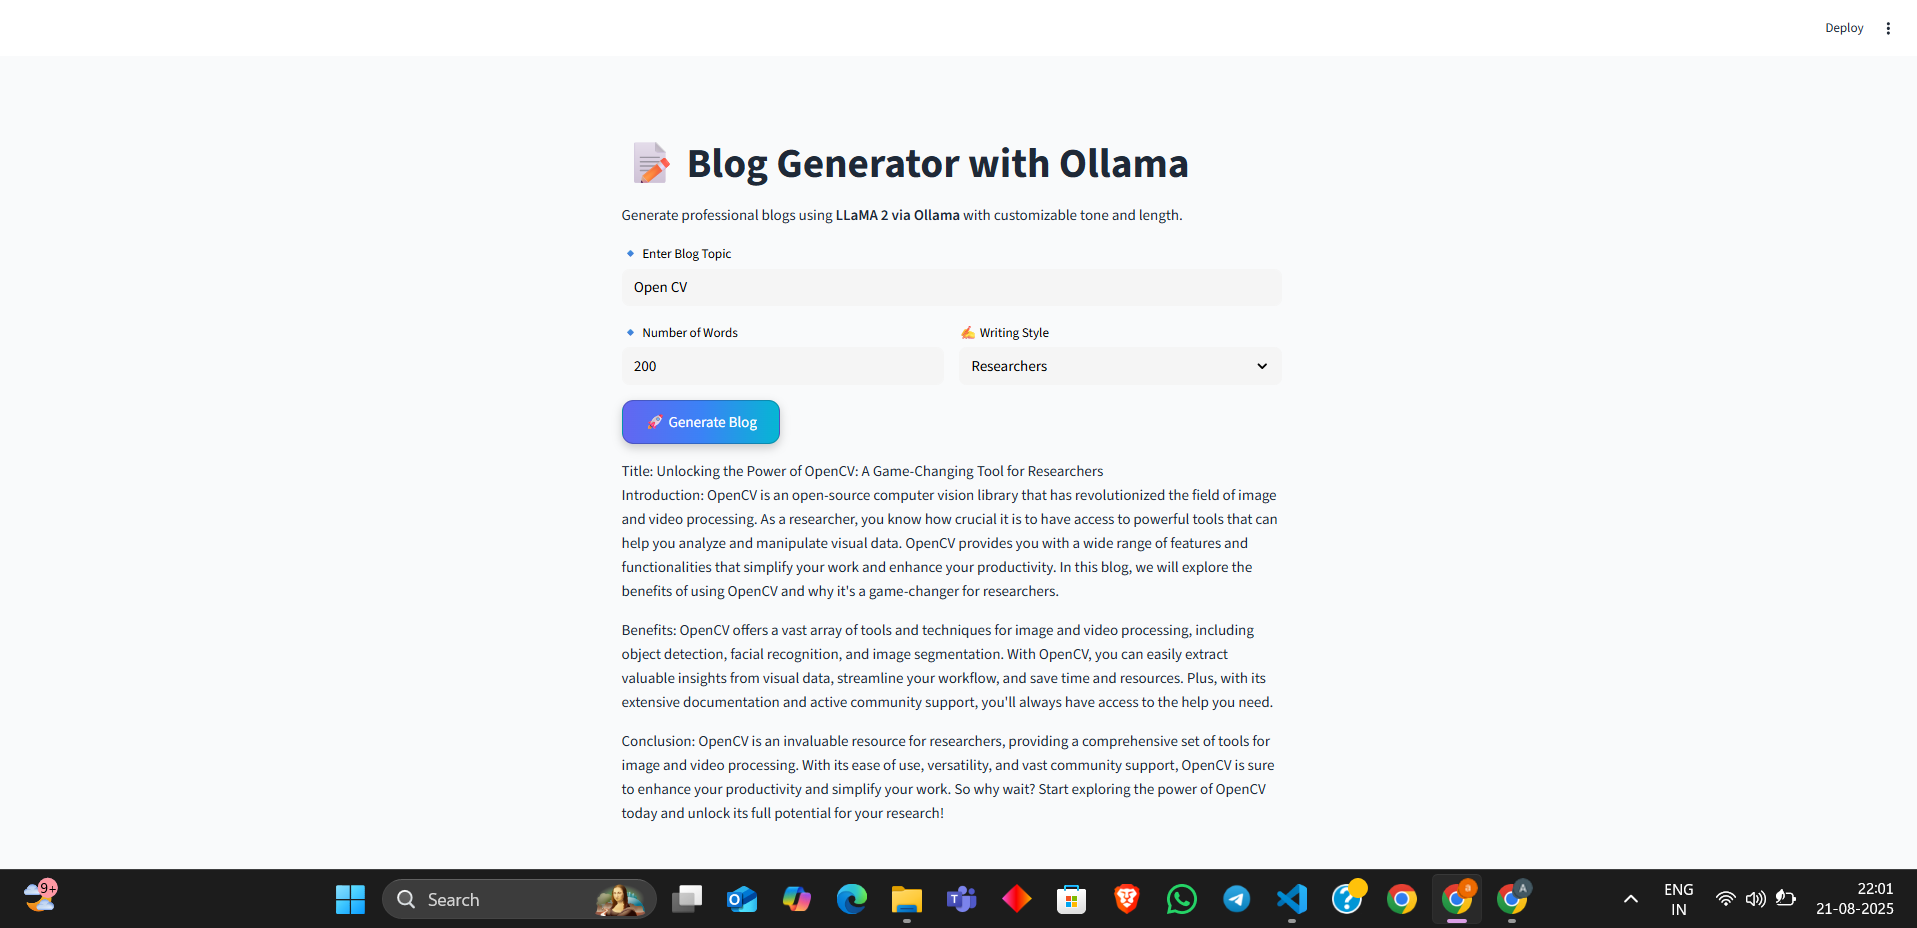 Deploy
Blog Generator with Ollama
Generate professional blogs using LLaMA 2 via Ollama with customizable tone and length.
Enter Blog Topic
Open CV
Number of Words
Writing Style
200
Researchers
Generate Blog
Title: Unlocking the Power of OpenCV: A Game-Changing Tool for Researchers
Introduction: OpenCV is an open-source computer vision library that has revolutionized the field of image
and video processing. As a researcher, you know how crucial it is to have access to powerful tools that can
help you analyze and manipulate visual data. OpenCV provides you with a wide range of features and
functionalities that simplify your work and enhance your productivity. In this blog, we will explore the
benefits of using OpenCV and why it's a game-changer for researchers.
Benefits: OpenCV offers a vast array of tools and techniques for image and video processing, including
object detection, facial recognition, and image segmentation. With OpenCV, you can easily extract
valuable insights from visual data, streamline your workflow, and save time and resources. Plus, with its
extensive documentation and active community support, you'll always have access to the help you need.
Conclusion: OpenCV is an invaluable resource for researchers, providing a comprehensive set of tools for
image and video processing. With its ease of use, versatility, and vast community support, OpenCV is sure
to enhance your productivity and simplify your work. So why wait? Start exploring the power of OpenCV
today and unlock its full potential for your research!
9+
Search
a
A
ENG
IN
22:01
21-08-2025